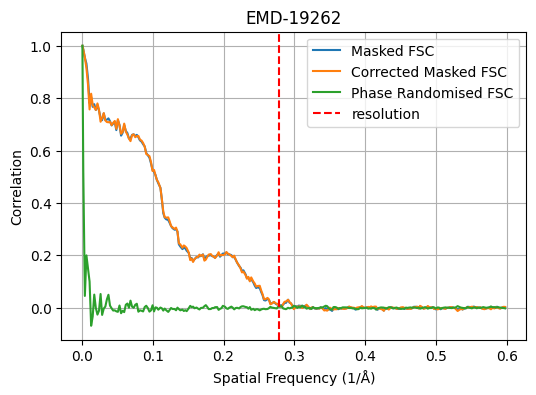 EMD-19262
Masked FSC
Corrected Masked FSC
Phase Randomised FSC
resolution
Correlation
1.0
0.8
0.6
0.4
0.2
0.0
0.0 0.1 0.2 0.3 0.4 0.5 0.6
Spatial Frequency (1/Å)